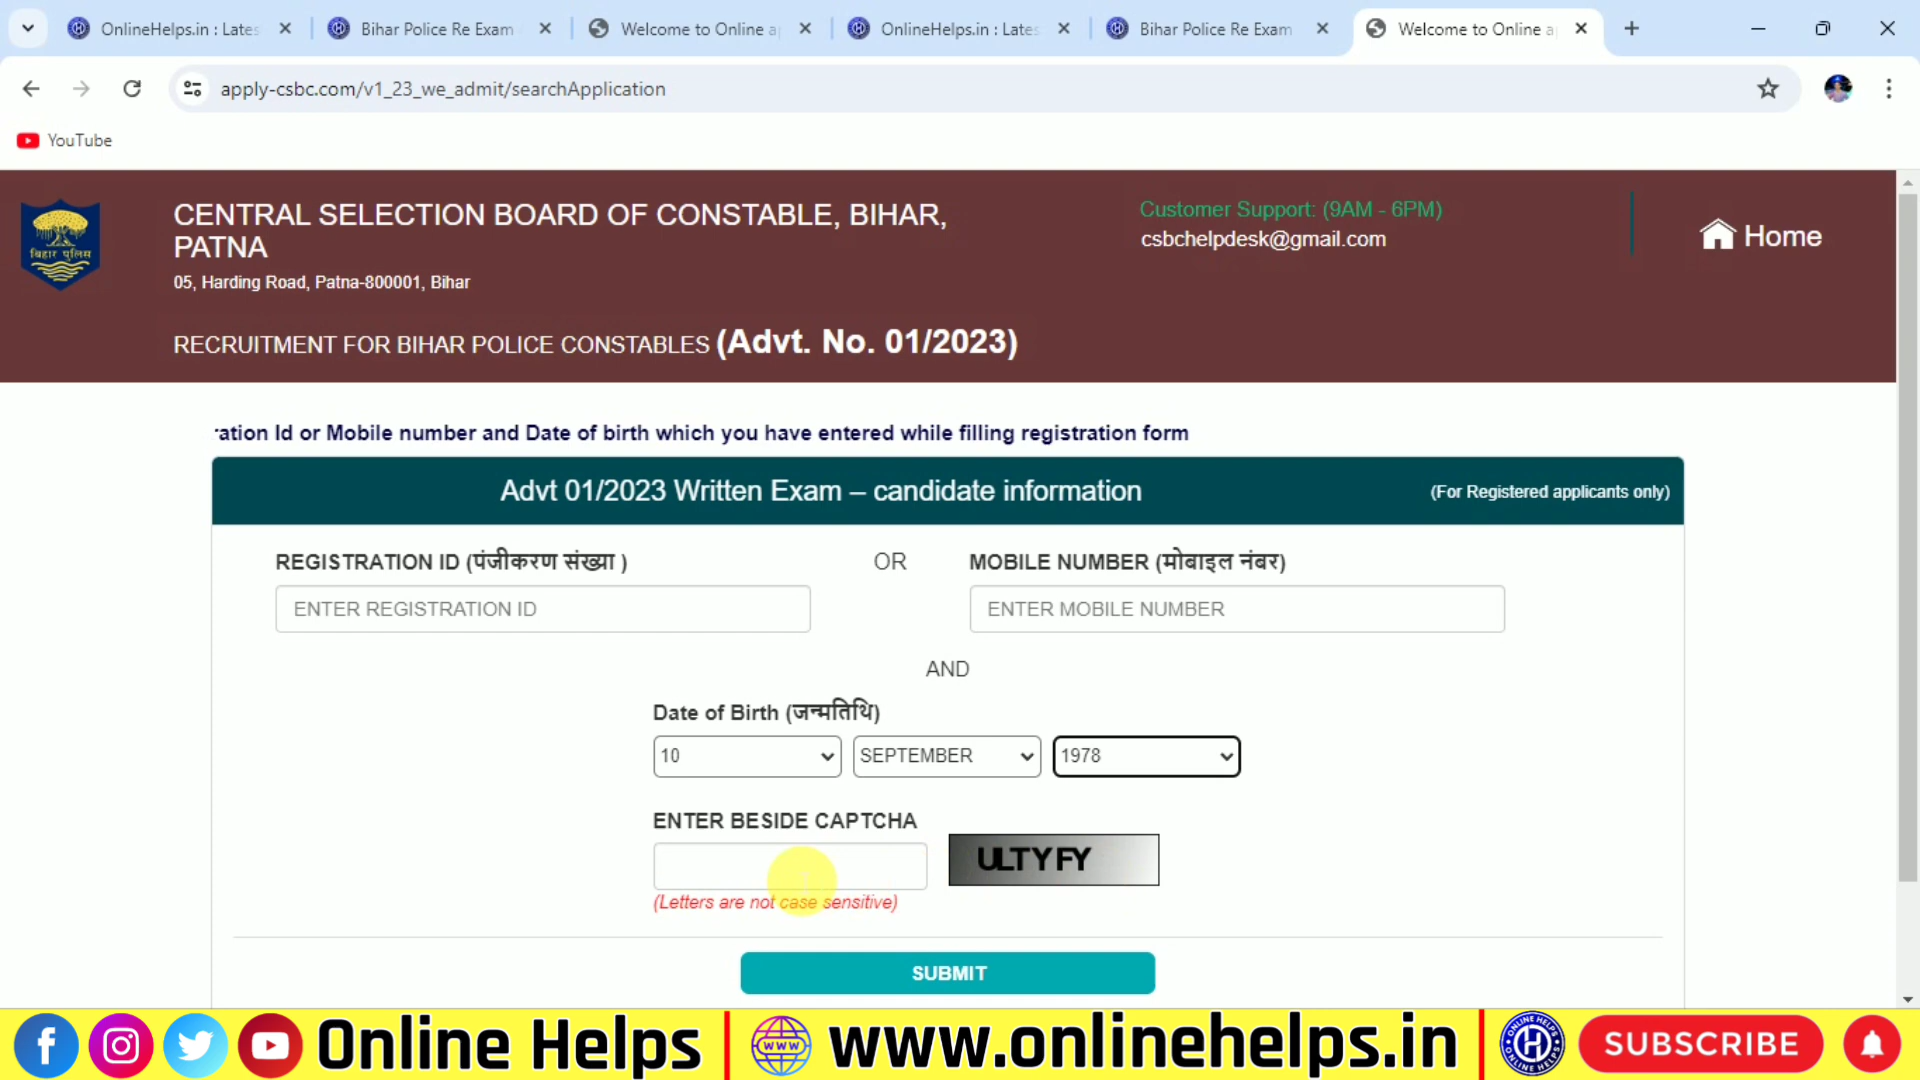 OnlineHelps.in : Lates
Bihar Police Re Exam
Welcome to Online a
OnlineHelps.in : Lates
Bihar Police Re Exam
Welcome to Online a
apply-csbc.com/v1_23_we_admit/searchApplication
YouTube
बिहार पुलिस
CENTRAL SELECTION BOARD OF CONSTABLE, BIHAR,
PATNA
05, Harding Road, Patna-800001, Bihar
Customer Support: (9AM - 6PM)
csbchelpdesk@gmail.com
Home
RECRUITMENT FOR BIHAR POLICE CONSTABLES (Advt. No. 01/2023)
ration Id or Mobile number and Date of birth which you have entered while filling registration form
Advt 01/2023 Written Exam – candidate information
(For Registered applicants only)
REGISTRATION ID (पंजीकरण संख्या )
OR
MOBILE NUMBER (मोबाइल नंबर)
ENTER REGISTRATION ID
ENTER MOBILE NUMBER
AND
Date of Birth (जन्मतिथि)
10
SEPTEMBER
1978
ENTER BESIDE CAPTCHA
ULTYFY
(Letters are not case sensitive)
SUBMIT
Online Helps
www
www.onlinehelps.in
ONLINE HELPS
SUBSCRIBE